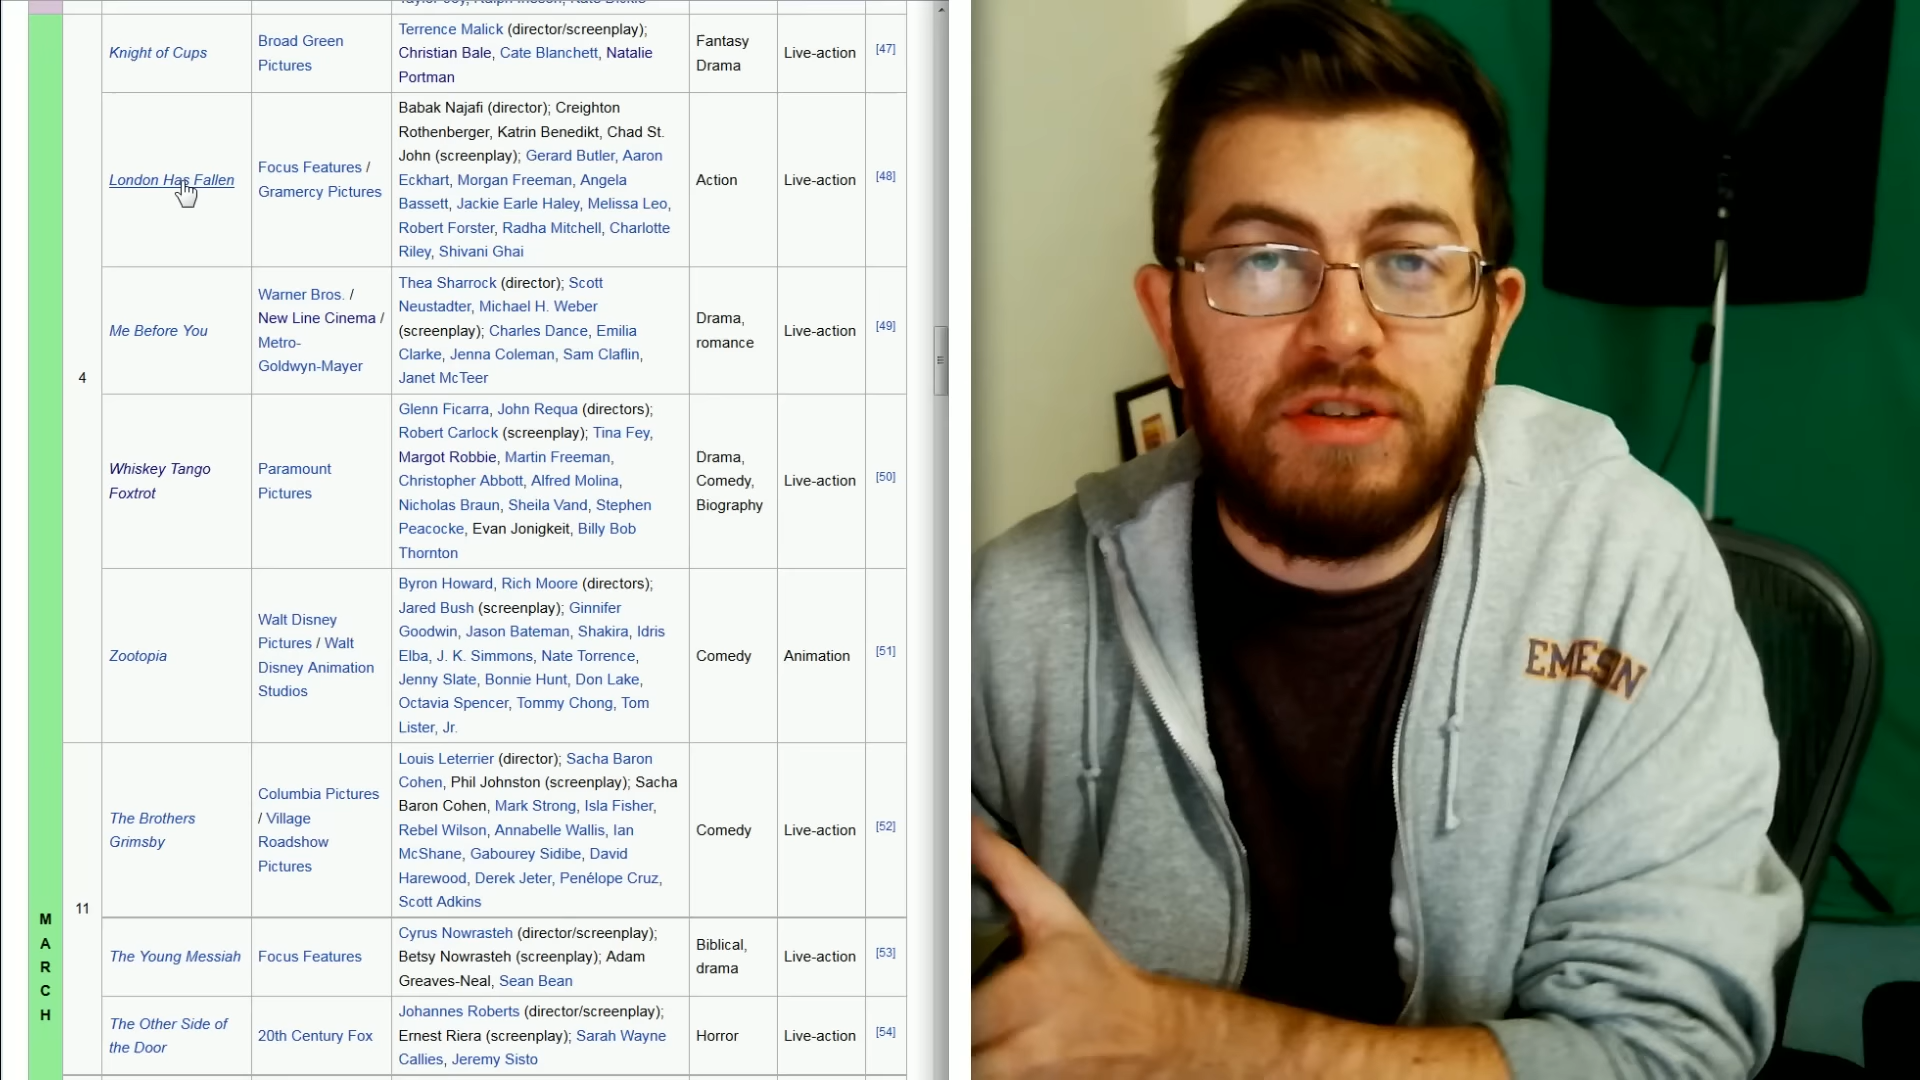 Knight of Cups
Broad Green
Pictures
Terrence Malick (director/screenplay);
Christian Bale, Cate Blanchett, Natalie
Portman
Fantasy
Drama
Live-action
[47]
London Has Fallen
Focus Features /
Gramercy Pictures
Babak Najafi (director); Creighton
Rothenberger, Katrin Benedikt, Chad St.
John (screenplay); Gerard Butler, Aaron
Eckhart, Morgan Freeman, Angela
Bassett, Jackie Earle Haley, Melissa Leo,
Robert Forster, Radha Mitchell, Charlotte
Riley, Shivani Ghai
Action
Live-action
[48]
4
Me Before You
Warner Bros. /
New Line Cinema /
Metro-
Goldwyn-Mayer
Thea Sharrock (director); Scott
Neustadter, Michael H. Weber
(screenplay); Charles Dance, Emilia
Clarke, Jenna Coleman, Sam Claflin,
Janet McTeer
Drama,
romance
Live-action
[49]
Whiskey Tango
Foxtrot
Paramount
Pictures
Glenn Ficarra, John Requa (directors);
Robert Carlock (screenplay); Tina Fey,
Margot Robbie, Martin Freeman,
Christopher Abbott, Alfred Molina,
Nicholas Braun, Sheila Vand, Stephen
Peacocke, Evan Jonigkeit, Billy Bob
Thornton
Drama,
Comedy,
Biography
Live-action
[50]
Zootopia
Walt Disney
Pictures / Walt
Disney Animation
Studios
Byron Howard, Rich Moore (directors);
Jared Bush (screenplay); Ginnifer
Goodwin, Jason Bateman, Shakira, Idris
Elba, J. K. Simmons, Nate Torrence,
Jenny Slate, Bonnie Hunt, Don Lake,
Octavia Spencer, Tommy Chong, Tom
Lister, Jr.
Comedy
Animation
[51]
11
The Brothers
Grimsby
Columbia Pictures
/ Village
Roadshow
Pictures
Louis Leterrier (director); Sacha Baron
Cohen, Phil Johnston (screenplay); Sacha
Baron Cohen, Mark Strong, Isla Fisher,
Rebel Wilson, Annabelle Wallis, Ian
McShane, Gabourey Sidibe, David
Harewood, Derek Jeter, Penélope Cruz,
Scott Adkins
Comedy
Live-action
[52]
M
A
R
C
H
The Young Messiah
Focus Features
Cyrus Nowrasteh (director/screenplay);
Betsy Nowrasteh (screenplay); Adam
Greaves-Neal, Sean Bean
Biblical,
drama
Live-action
[53]
The Other Side of
the Door
20th Century Fox
Johannes Roberts (director/screenplay);
Ernest Riera (screenplay); Sarah Wayne
Callies, Jeremy Sisto
Horror
Live-action
[54]